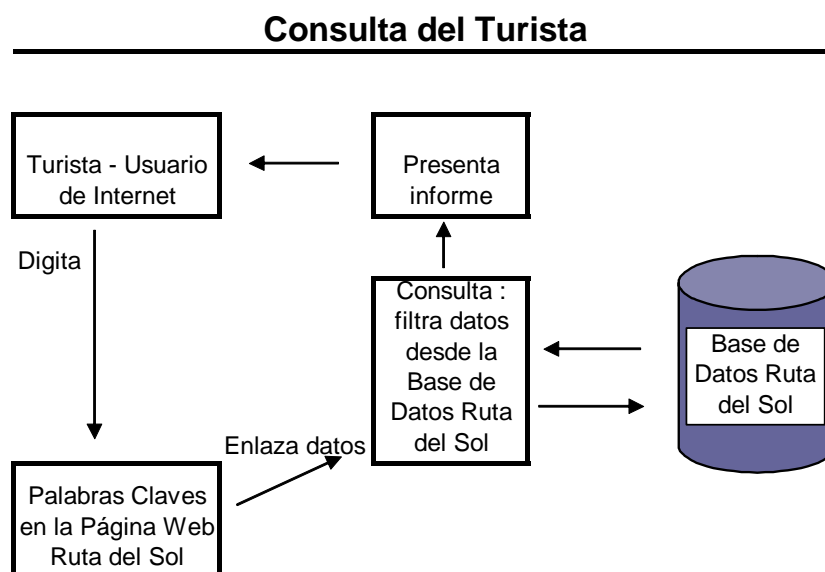 Consulta del Turista
Turista - Usuario
de Internet
Presenta
informe
Digita
Consulta :
filtra datos
desde la
Base de
Datos Ruta
del Sol
Base de
Datos Ruta
del Sol
Enlaza datos
Palabras Claves
en la Página Web
Ruta del Sol